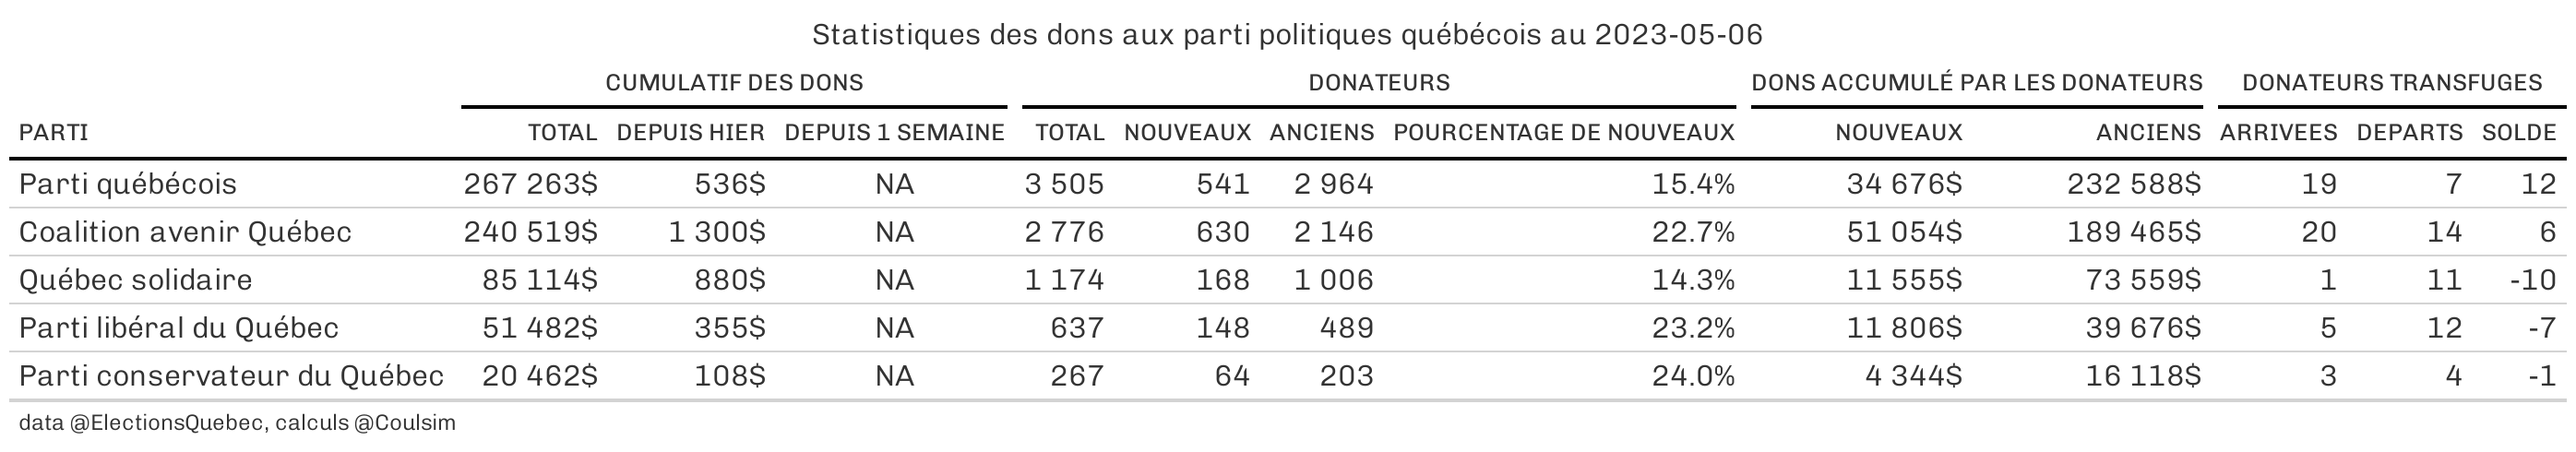 Statistiques des dons aux parti politiques québécois au 2023-05-06
CUMULATIF DES DONS DONATEURS DONS ACCUMULÉ PAR LES DONATEURS DONATEURS TRANSFUGES
PARTI TOTAL DEPUIS HIER DEPUIS 1 SEMAINE TOTAL NOUVEAUX ANCIENS POURCENTAGE DE NOUVEAUX NOUVEAUX ANCIENS ARRIVEES DEPARTS SOLDE
Parti québécois 267 263$ 536$ NA 3 505 541 2 964 15.4% 34 676$ 232 588$ 19 7 12
Coalition avenir Québec 240 519$ 1 300$ NA 2 776 630 2 146 22.7% 51 054$ 189 465$ 20 14 6
Québec solidaire 85 114$ 880$ NA 1 174 168 1 006 14.3% 11 555$ 73 559$ 1 11 -10
Parti libéral du Québec 51 482$ 355$ NA 637 148 489 23.2% 11 806$ 39 676$ 5 12 -7
Parti conservateur du Québec 20 462$ 108$ NA 267 64 203 24.0% 4 344$ 16 118$ 3 4 -1
data @ElectionsQuebec, calculs @Coulsim